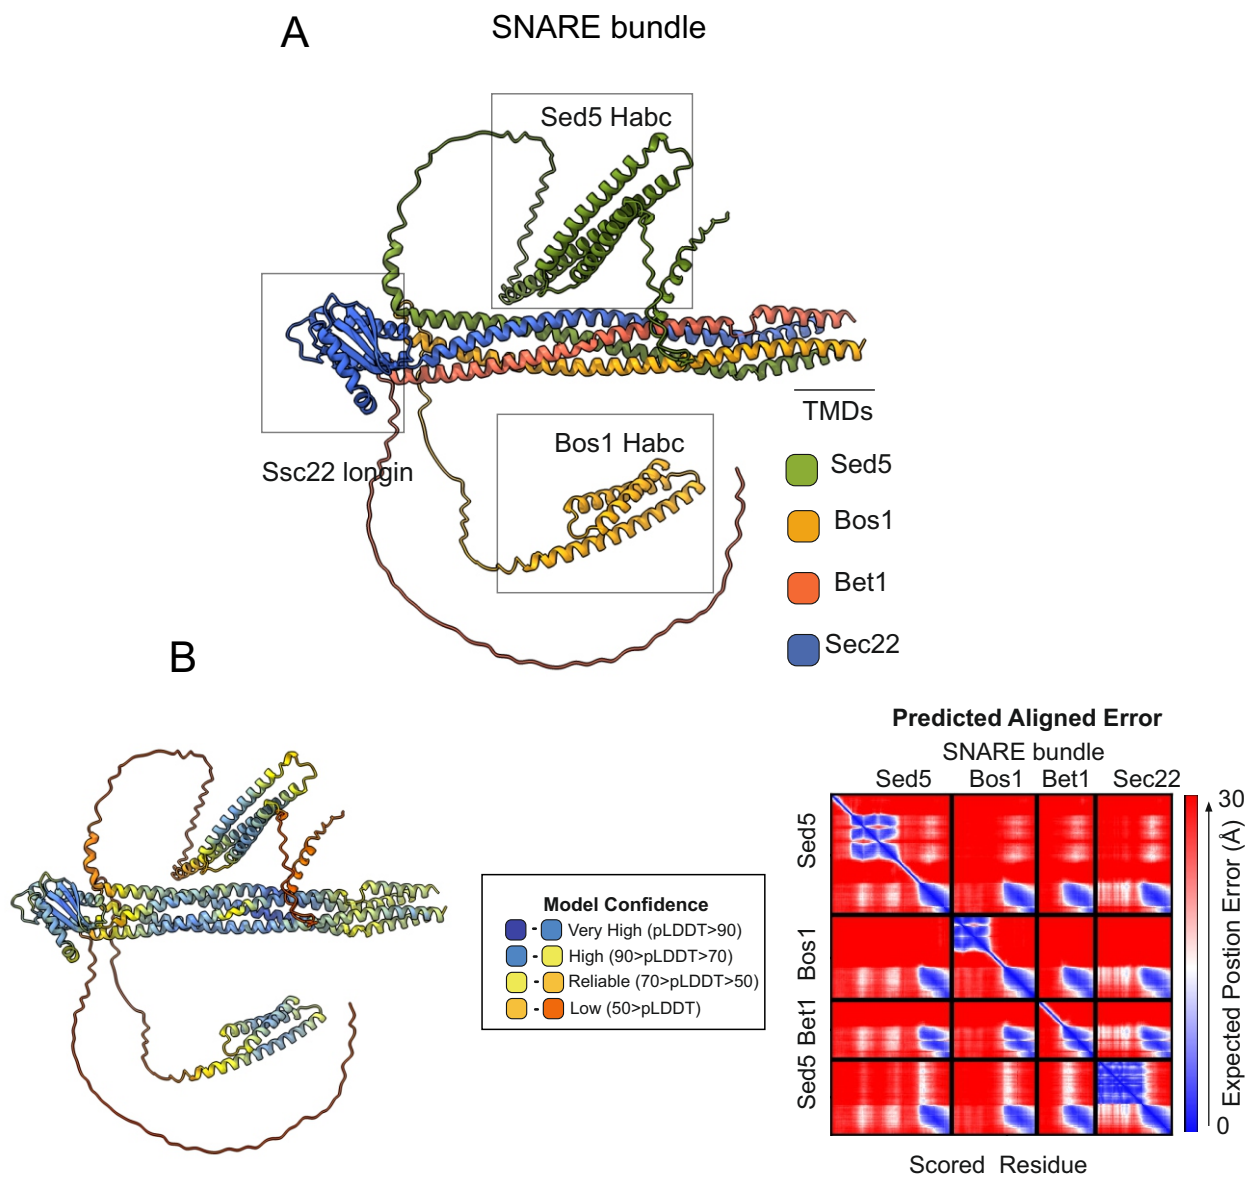 A
SNARE bundle
Sed5 Habc
TMDs
Bos1 Habc
Ssc22 longin
Sed5
Bos1
Bet1
Sec22
B
Predicted Aligned Error
SNARE bundle
Sed5 Bos1 Bet1 Sec22
Sed5
Bos1
Bet1
Sed5
30
Expected Postion Error (Å)
0
Scored Residue
Model Confidence
- Very High (pLDDT>90)
- High (90>pLDDT>70)
- Reliable (70>pLDDT>50)
- Low (50>pLDDT)